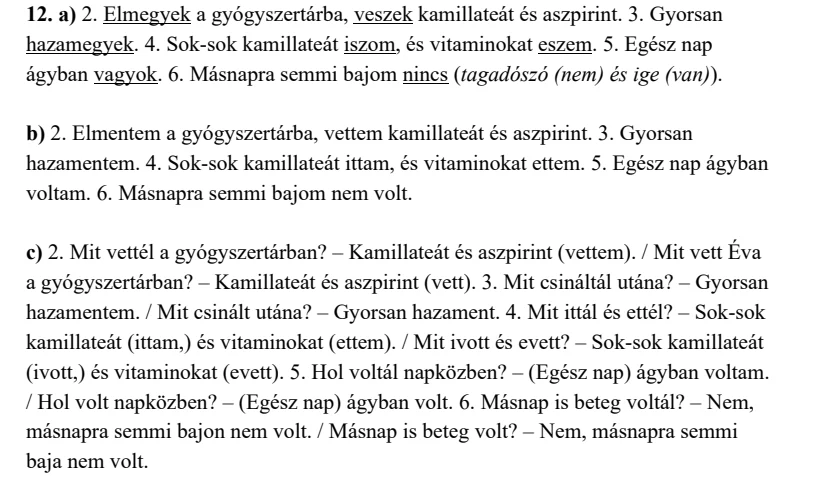 12. a) 2. Elmegyek a gyógyszertárba, veszek kamillateát és aszpirint. 3. Gyorsan
hazamegyek. 4. Sok-sok kamillateát iszom, és vitaminokat eszem. 5. Egész nap
ágyban vagyok. 6. Másnapra semmi bajom nincs (tagadószó (nem) és ige (van)).
b) 2. Elmentem a gyógyszertárba, vettem kamillateát és aszpirint. 3. Gyorsan
hazamentem. 4. Sok-sok kamillateát ittam, és vitaminokat ettem. 5. Egész nap ágyban
voltam. 6. Másnapra semmi bajom nem volt.
c) 2. Mit vettél a gyógyszertárban? – Kamillateát és aszpirint (vettem). / Mit vett Éva
a gyógyszertárban? – Kamillateát és aszpirint (vett). 3. Mit csináltál utána? – Gyorsan
hazamentem. / Mit csinált utána? – Gyorsan hazament. 4. Mit ittál és ettél? – Sok-sok
kamillateát (ittam,) és vitaminokat (ettem). / Mit ivott és evett? – Sok-sok kamillateát
(ivott,) és vitaminokat (evett). 5. Hol voltál napközben? – (Egész nap) ágyban voltam.
/ Hol volt napközben? – (Egész nap) ágyban volt. 6. Másnap is beteg voltál? – Nem,
másnapra semmi bajon nem volt. / Másnap is beteg volt? – Nem, másnapra semmi
baja nem volt.